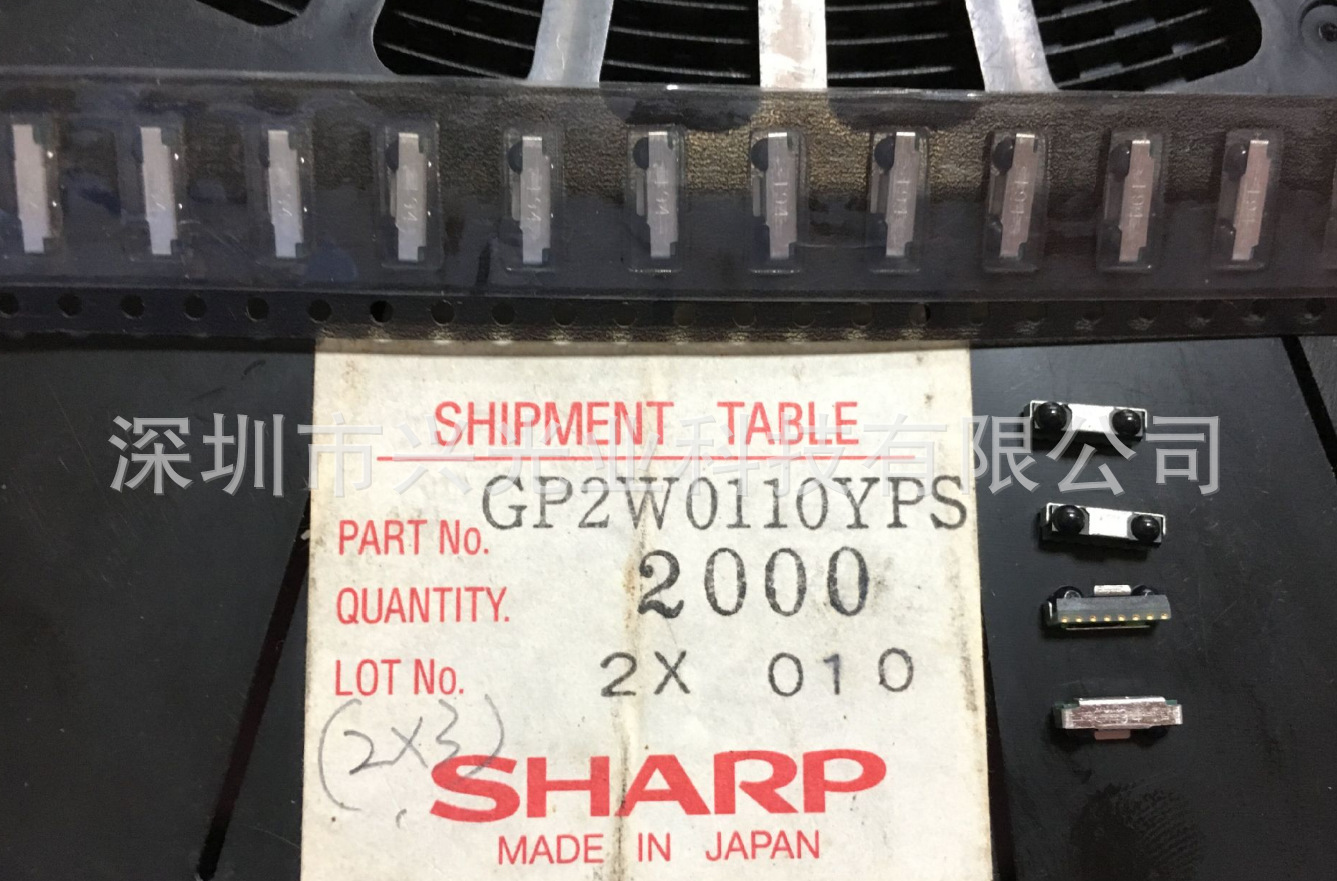 SHIPMENT TABLE
深圳市兴光业科技有限公司
PART No. GP2W0110YPS
QUANTITY. 2000
LOT No. 2X 010
(2X3)
SHARP
MADE IN JAPAN